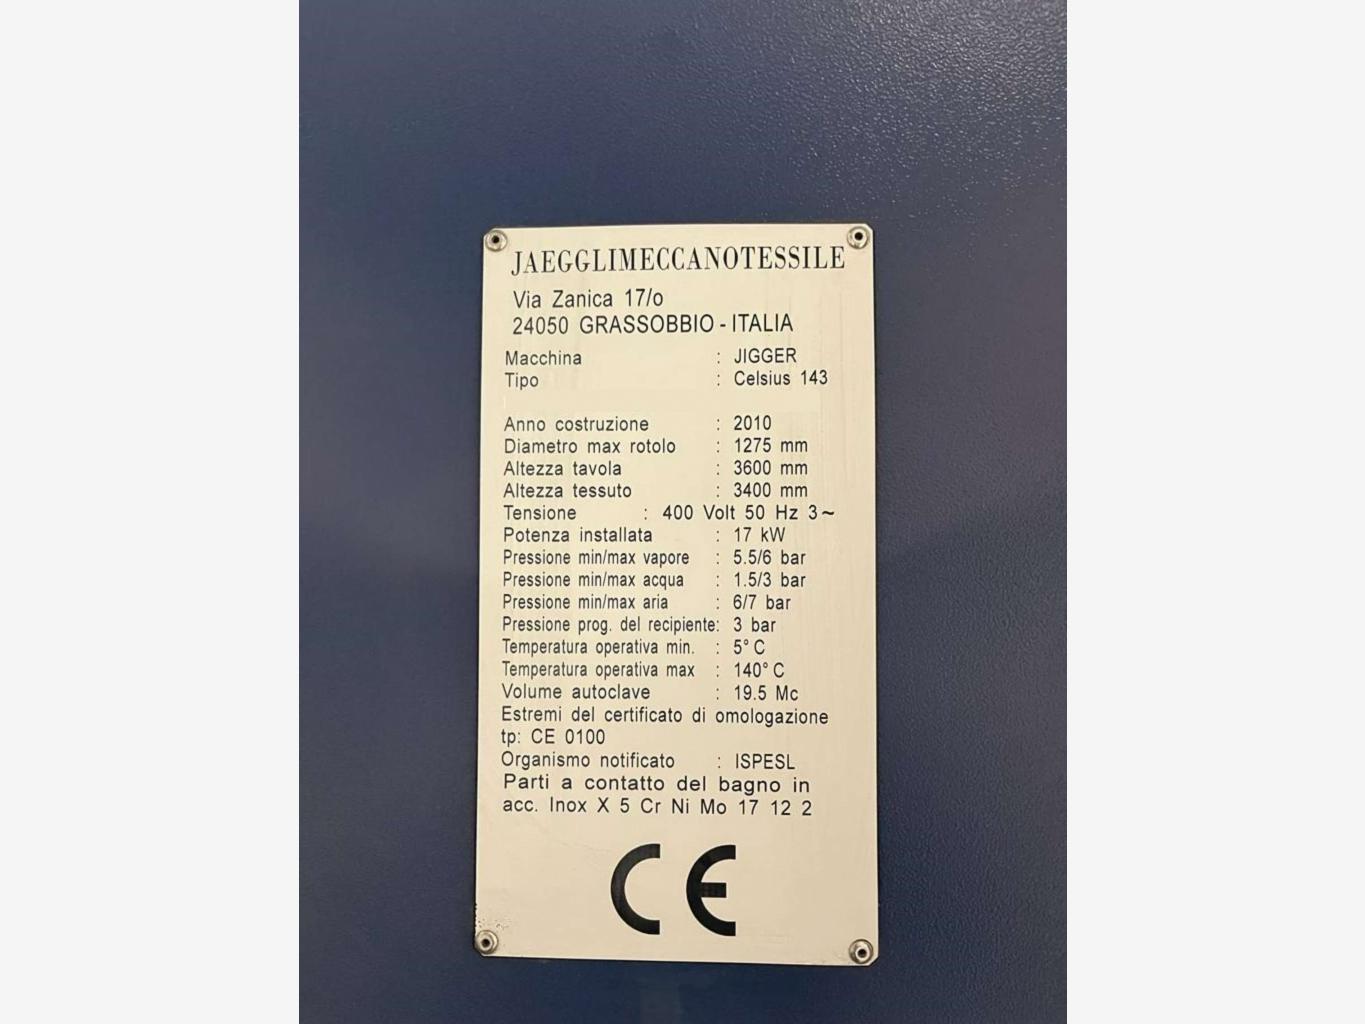 JAEGGLIMECCANOTESSILE
Via Zanica 17/o
24050 GRASSOBBIO - ITALIA
Macchina : JIGGER
Tipo : Celsius 143
Anno costruzione : 2010
Diametro max rotolo : 1275 mm
Altezza tavola : 3600 mm
Altezza tessuto : 3400 mm
Tensione : 400 Volt 50 Hz 3~
Potenza installata : 17 kW
Pressione min/max vapore : 5.5/6 bar
Pressione min/max acqua : 1.5/3 bar
Pressione min/max aria : 6/7 bar
Pressione prog. del recipiente: 3 bar
Temperatura operativa min. : 5° C
Temperatura operativa max : 140° C
Volume autoclave : 19.5 Mc
Estremi del certificato di omologazione
tp: CE 0100
Organismo notificato : ISPESL
Parti a contatto del bagno in
acc. Inox X 5 Cr Ni Mo 17 12 2
CE